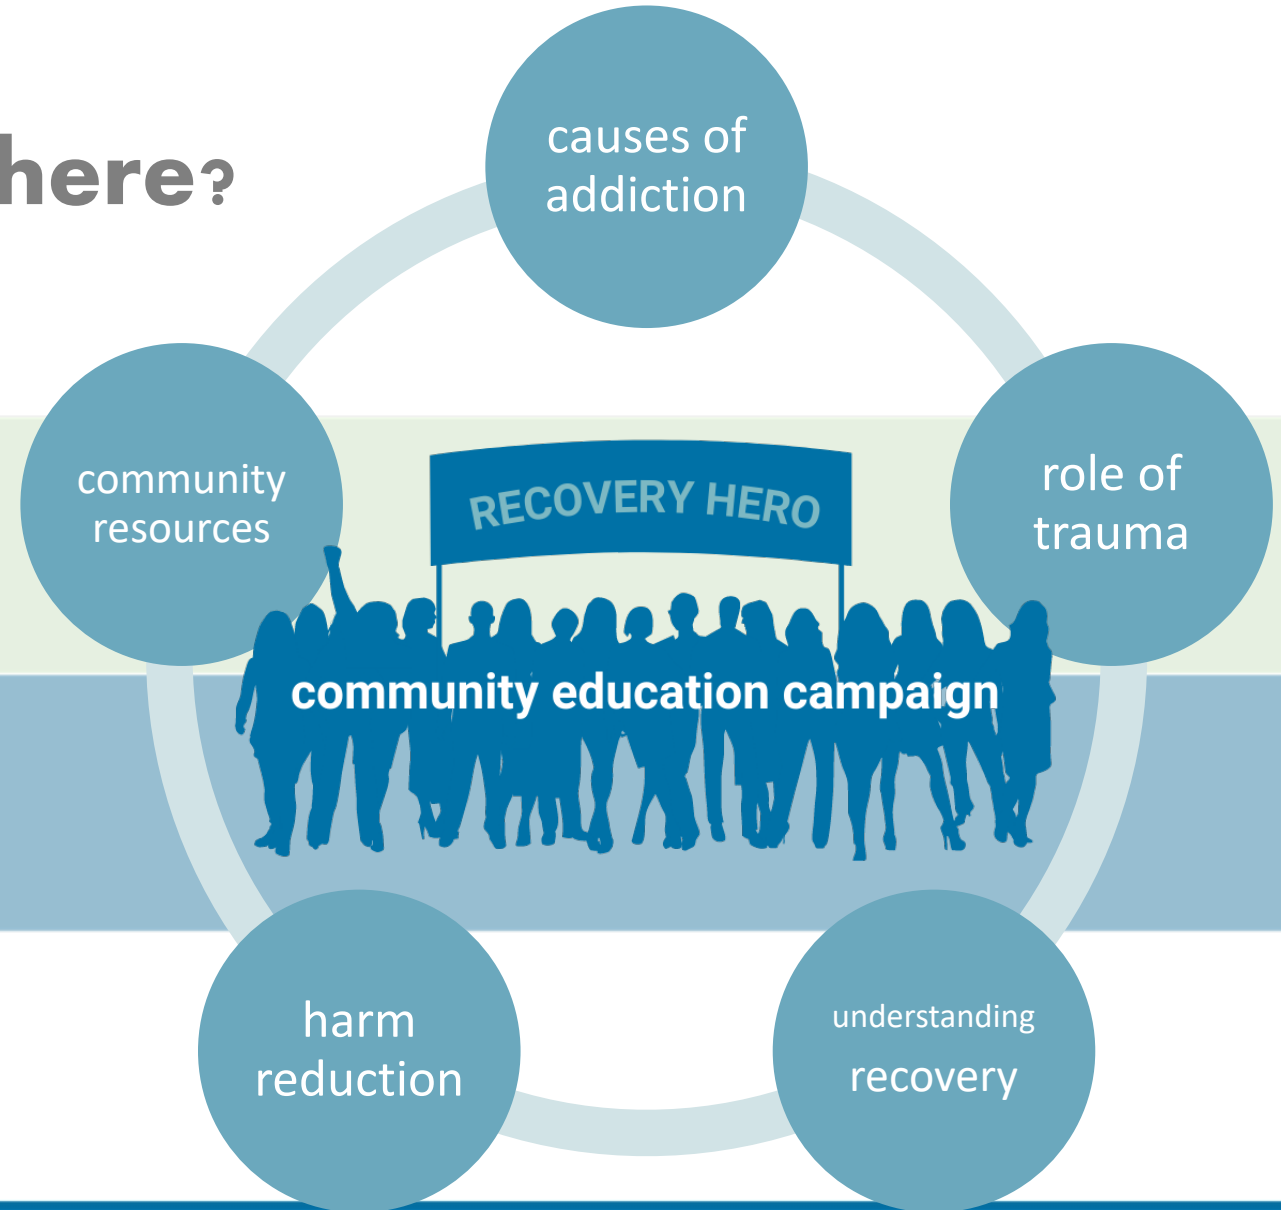 here?
causes of
addiction
community
resources
RECOVERY HERO
role of
trauma
community education campaign
harm
reduction
understanding
recovery